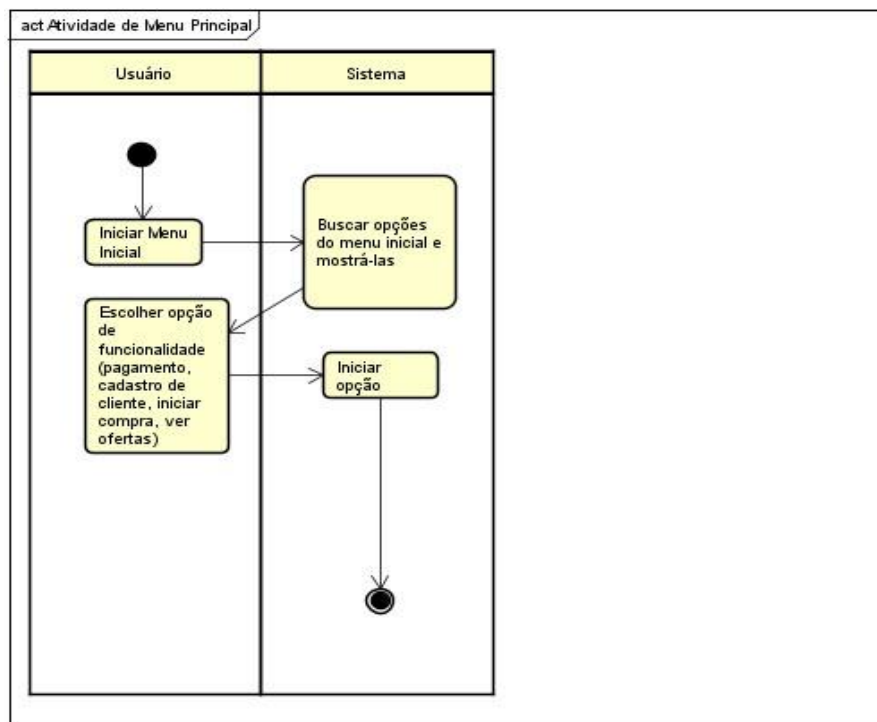 act Atividade de Menu Principal
Usuário
Sistema
Iniciar Menu
Inicial
Buscar opções
do menu inicial e
mostrá-las
Escolher opção
de
funcionalidade
(pagamento,
cadastro de
cliente, iniciar
compra, ver
ofertas)
Iniciar
opção